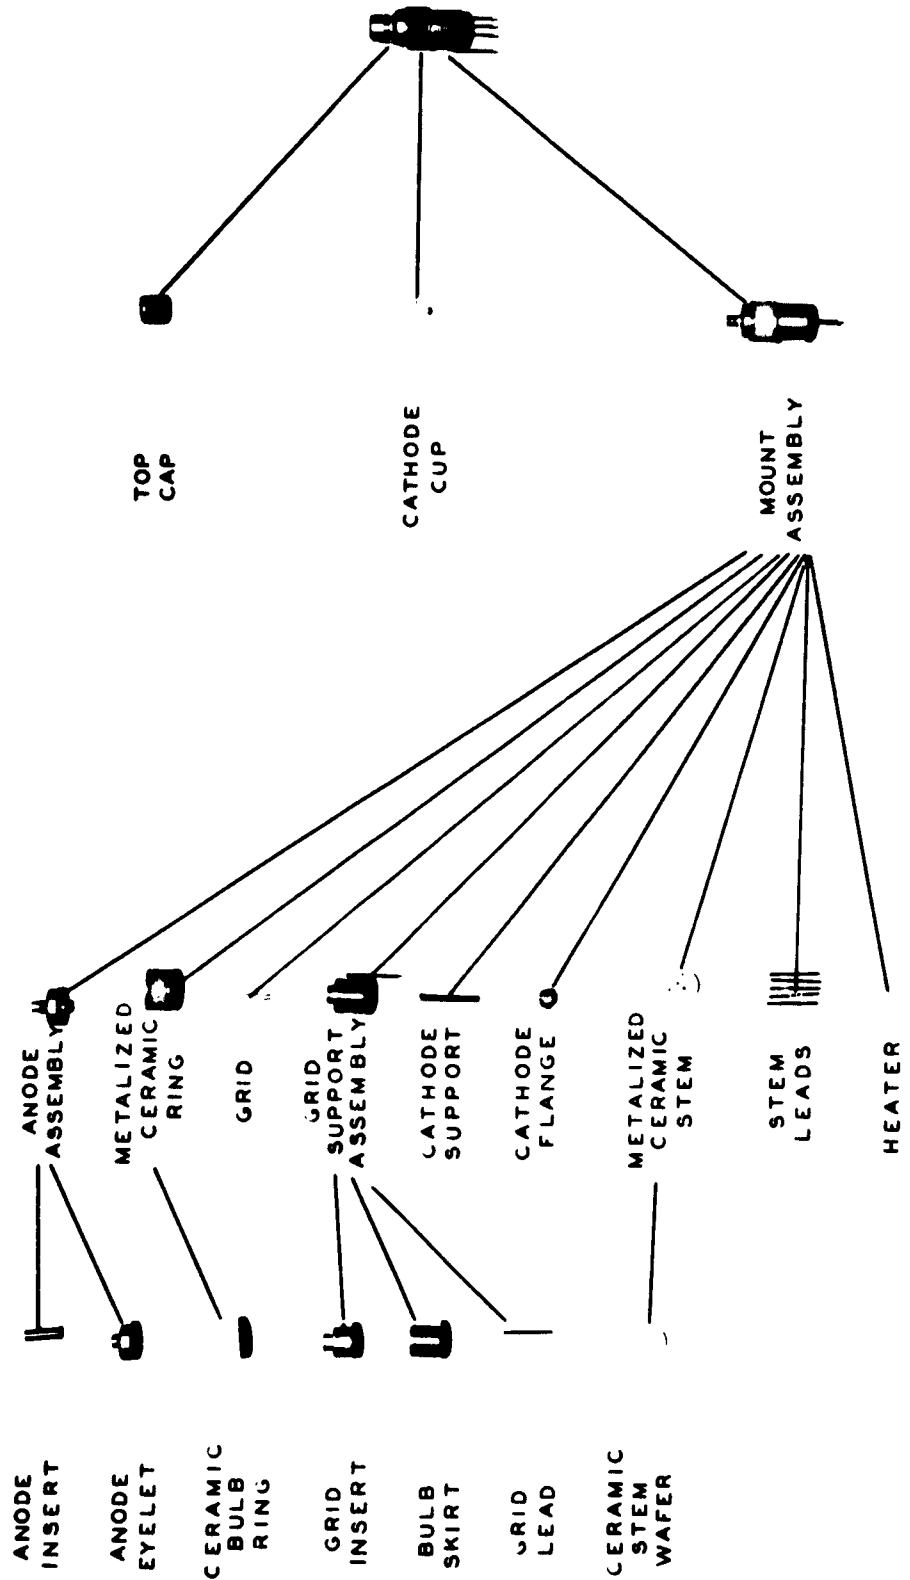 TOP
CAP
CATHODE
CUP
MOUNT
ASSEMBLY
ANODE
ASSEMBLY
METALIZED
CERAMIC
RING
GRID
GRID
SUPPORT
ASSEMBLY
CATHODE
SUPPORT
CATHODE
FLANGE
METALIZED
CERAMIC
STEM
STEM
LEADS
HEATER
ANODE
INSERT
ANODE
EYELET
CERAMIC
BULB
RING
GRID
INSERT
BULB
SKIRT
GRID
LEAD
CERAMIC
STEM
WAFER